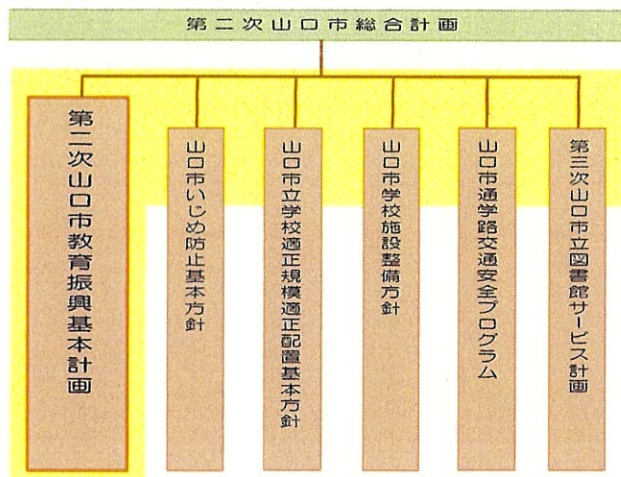 第二次山口市総合計画
第二次山口市教育振興基本計画
山口市いじめ防止基本方針
山口市立学校適正規模適正配置基本方針
山口市学校施設整備方針
山口市通学路交通安全プログラム
第三次山口市立図書館サービス計画